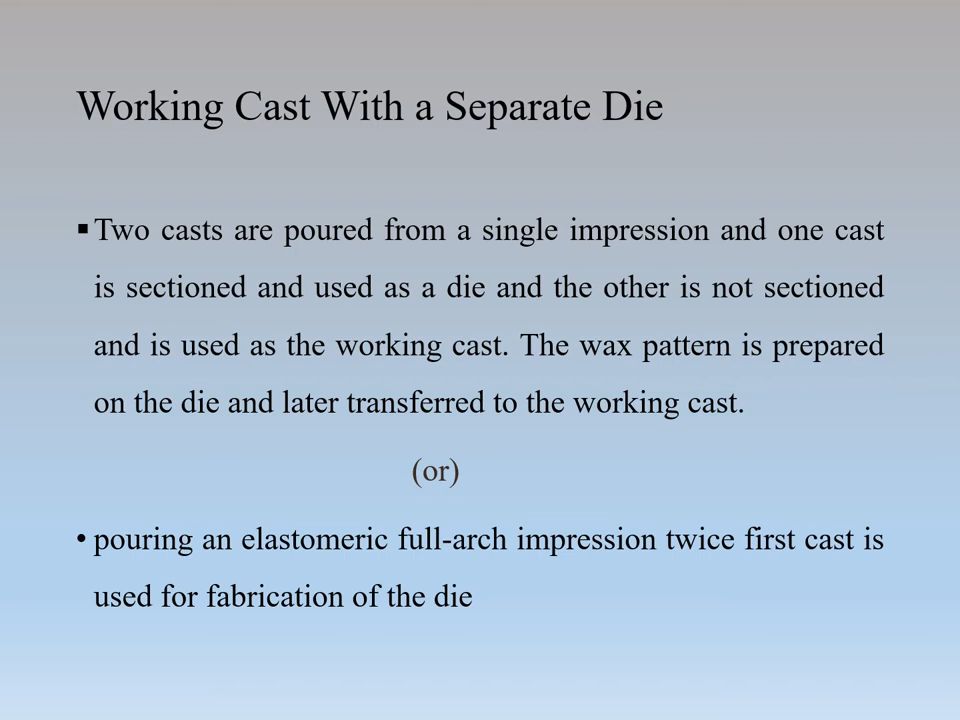 Working Cast With a Separate Die
▪Two casts are poured from a single impression and one cast
is sectioned and used as a die and the other is not sectioned
and is used as the working cast. The wax pattern is prepared
on the die and later transferred to the working cast.
(or)
• pouring an elastomeric full-arch impression twice first cast is
used for fabrication of the die